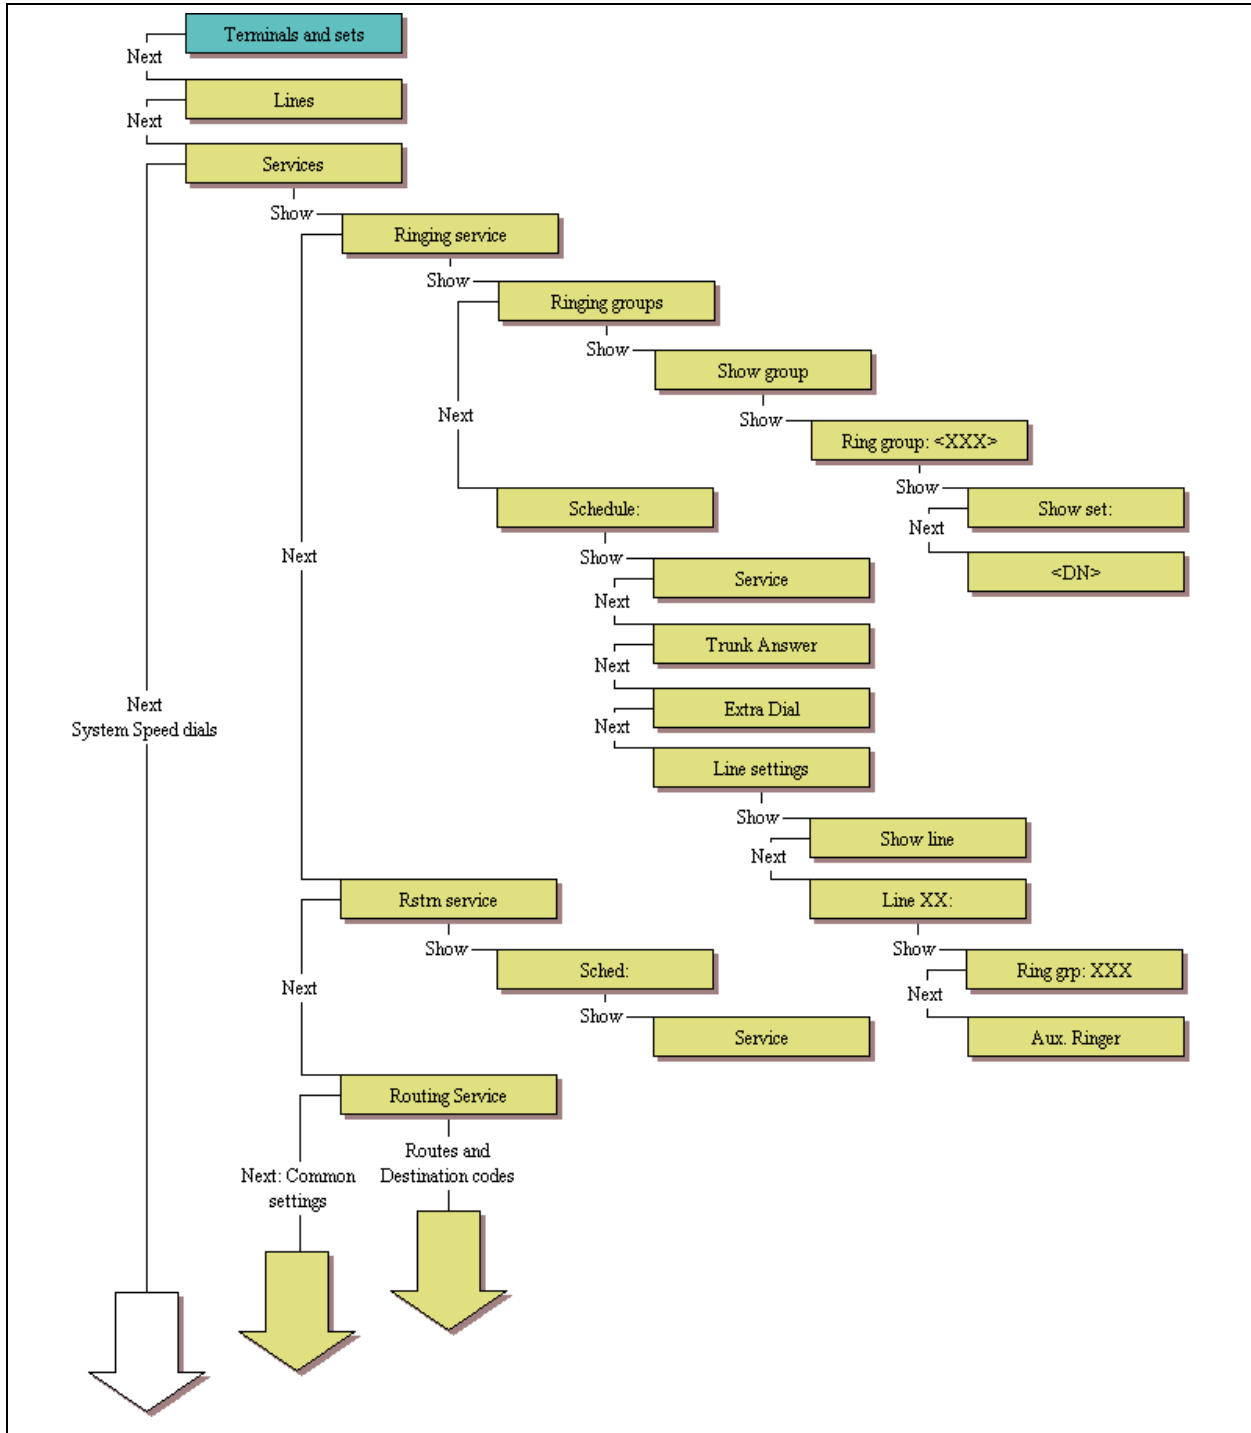 Terminals and sets
Next
Lines
Next
Services
Show
Ringing service
Show
Ringing groups
Show
Show group
Next
Show
Ring group: <XXX>
Show
Show set:
Schedule:
Next
Next
Show
Service
<DN>
Next
Trunk Answer
Next
Extra Dial
Next
System Speed dials
Next
Line settings
Show
Show line
Next
Rstrn service
Line XX:
Show
Show
Sched:
Ring grp: XXX
Next
Next
Show
Service
Aux. Ringer
Routing Service
Routes and
Destination codes
Next: Common
settings